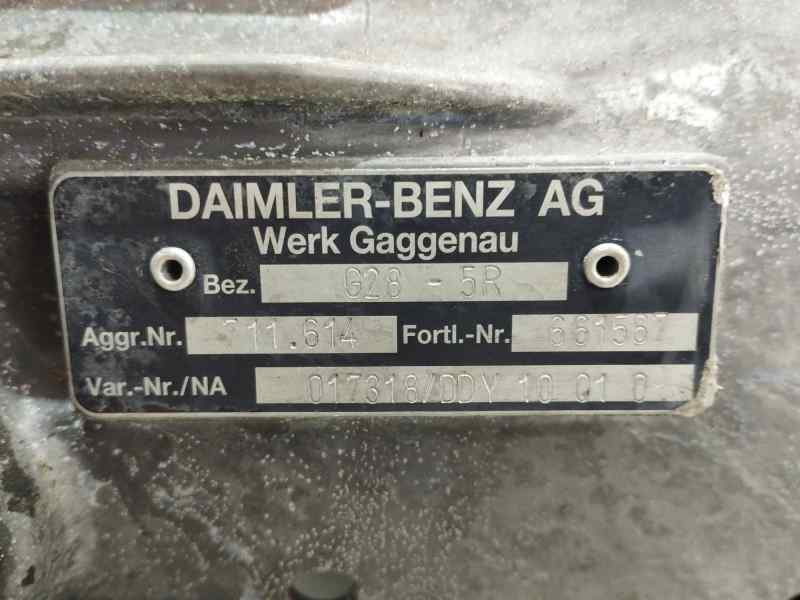 DAIMLER-BENZ AG
Werk Gaggenau
Bez. G28 - 5R
Aggr.Nr. 711.614 Fortl.-Nr. 661567
Var.-Nr./NA 017318/DDY 10 01 0